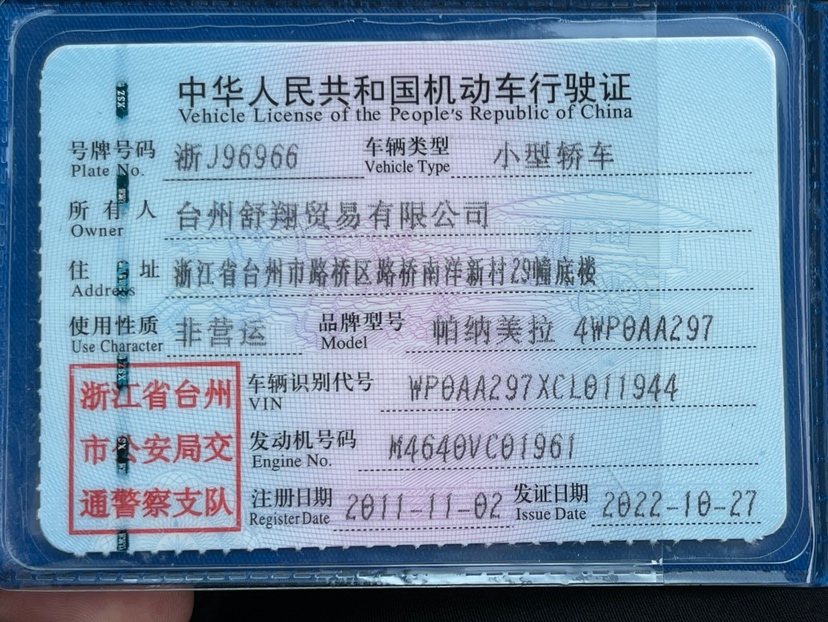 中华人民共和国机动车行驶证
Vehicle License of the People's Republic of China
号牌号码 浙J96966 车辆类型 小型轿车
Plate No. Vehicle Type
所有人 台州舒翔贸易有限公司
Owner
住址 浙江省台州市路桥区路桥南洋新村29幢底楼
Address
使用性质 非营运 品牌型号 帕纳美拉 4WP0AA297
Use Character Model
浙江省台州
市公安局交
通警察支队
车辆识别代号 WP0AA297XCL011944
VIN
发动机号码 M4640VC01961
Engine No.
注册日期 2011-11-02 发证日期 2022-10-27
Register Date Issue Date